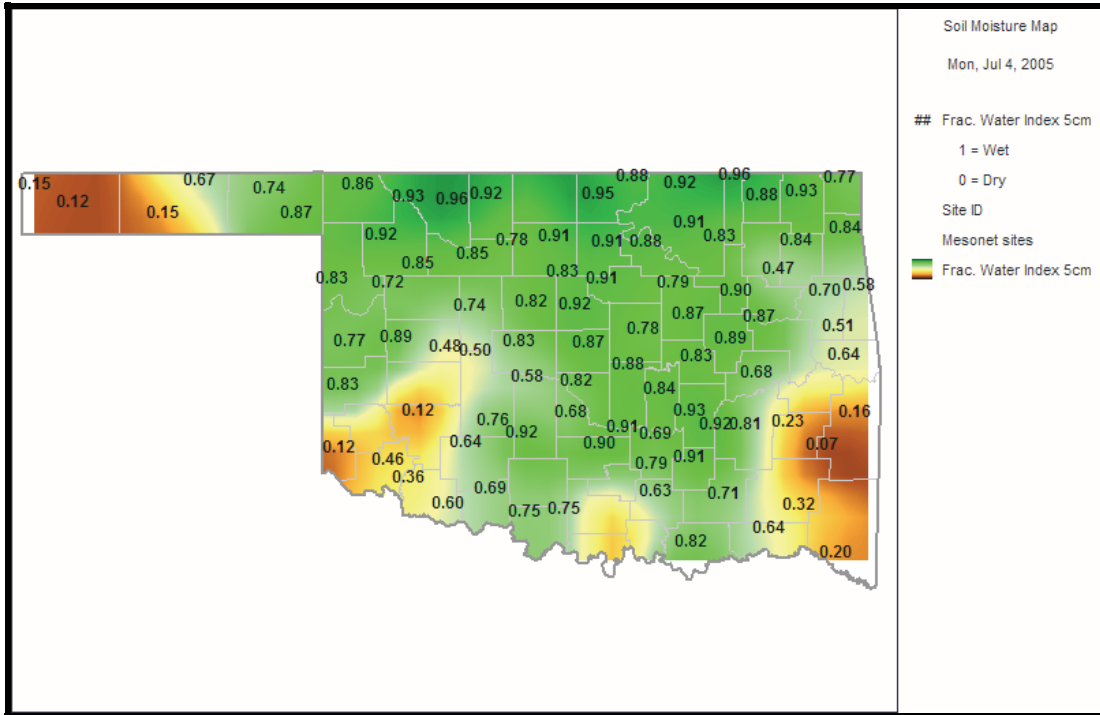 Soil Moisture Map
Mon, Jul 4, 2005
## Frac. Water Index 5cm
1 = Wet
0 = Dry
Site ID
Mesonet sites
Frac. Water Index 5cm
0.15 0.67 0.74 0.86 0.88 0.92 0.96 0.77
0.12 0.15 0.87 0.93 0.96 0.92 0.95 0.88 0.93
0.92 0.78 0.91 0.91 0.88 0.91 0.83 0.84 0.84
0.85 0.85 0.47
0.83 0.72 0.83 0.91 0.79 0.90 0.70 0.58
0.74 0.82 0.92 0.78 0.87 0.87 0.51
0.77 0.89 0.48 0.50 0.83 0.87 0.83 0.89 0.64
0.83 0.58 0.82 0.88 0.84 0.68
0.12 0.76 0.68 0.93 0.16
0.12 0.64 0.92 0.90 0.91 0.69 0.92 0.81 0.23 0.07
0.46 0.36 0.79 0.91
0.60 0.69 0.63 0.71 0.32
0.75 0.75 0.82 0.64 0.20